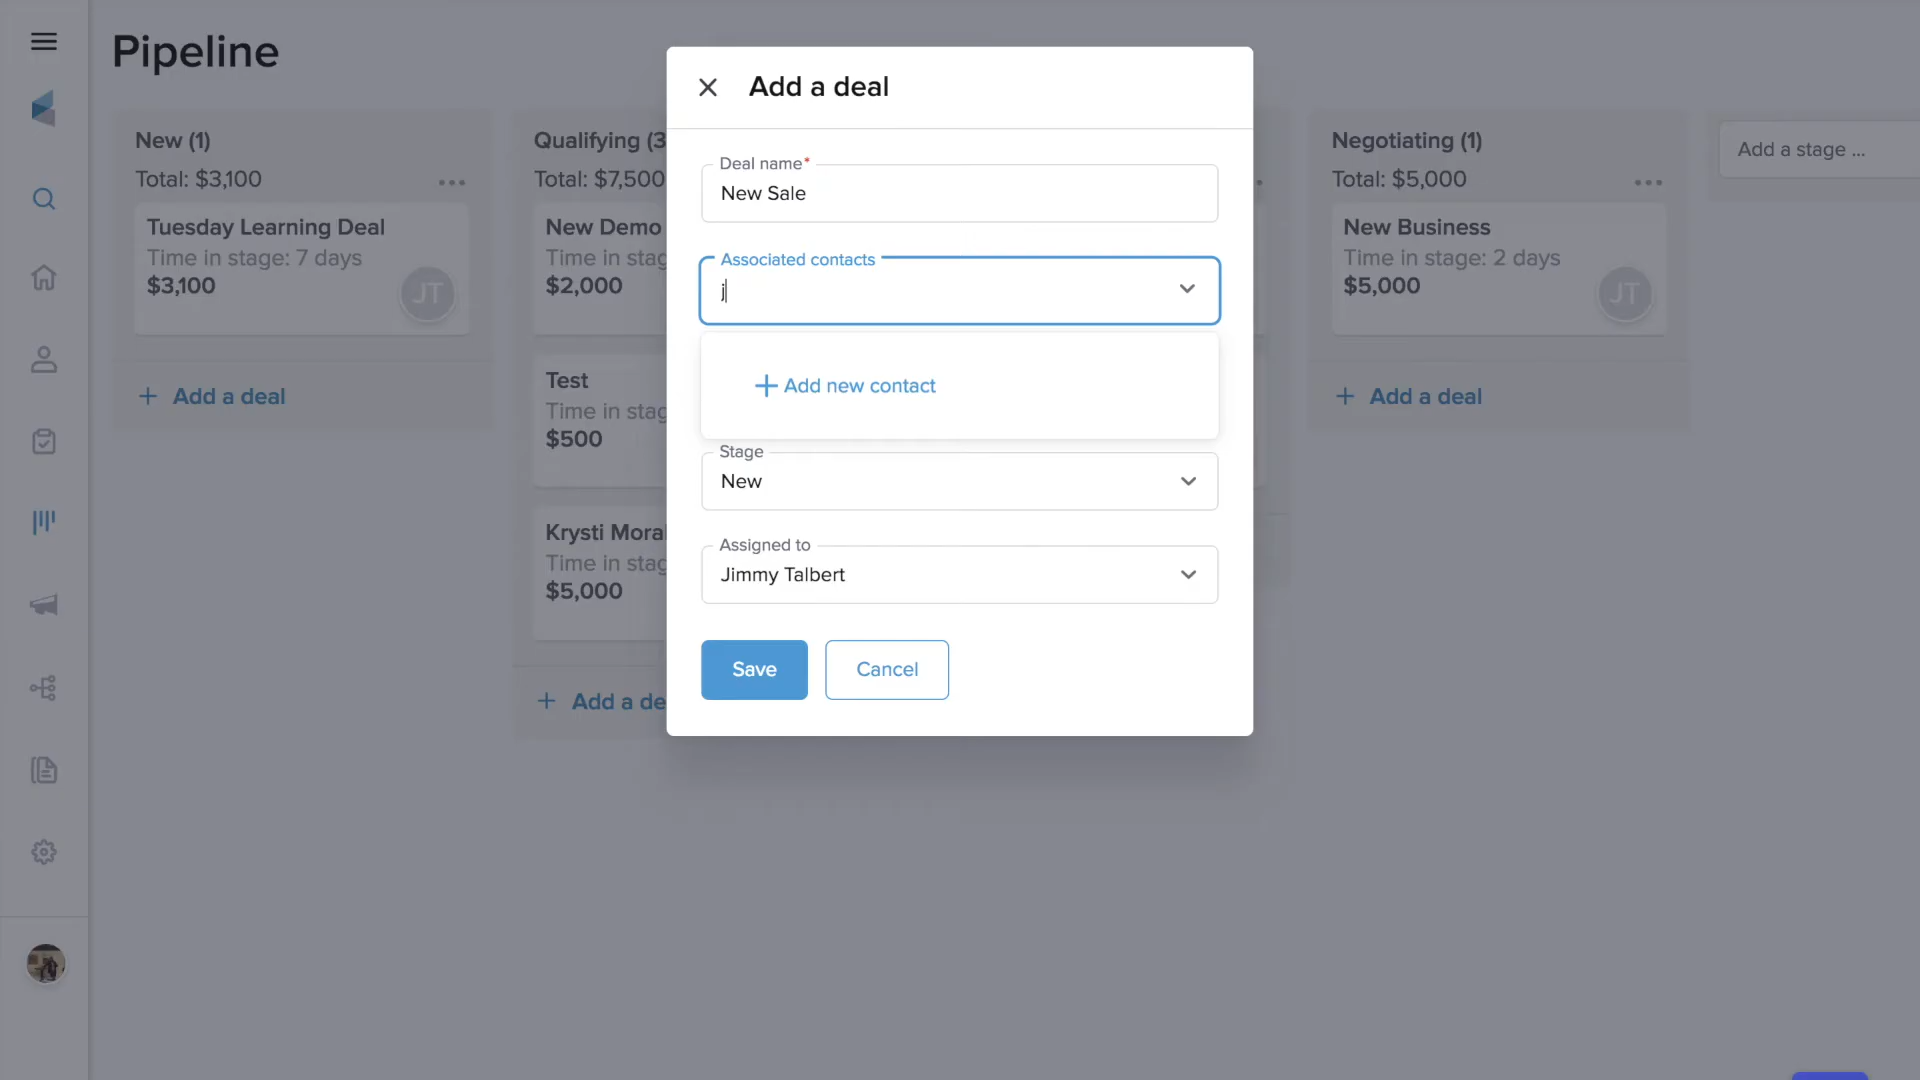 Pipeline
New (1)
Total: $3,100
Tuesday Learning Deal
Time in stage: 7 days
$3,100
JT
Add a deal
Qualifying (3
Total: $7,500
New Demo
Time in stag
$2,000
Test
Time in stag
$500
Krysti Moral
Time in stag
$5,000
Add a de
Add a deal
Deal name*
New Sale
Associated contacts
j
Add new contact
Stage
New
Assigned to
Jimmy Talbert
Save
Cancel
Negotiating (1)
Total: $5,000
New Business
Time in stage: 2 days
$5,000
JT
Add a deal
Add a stage ...